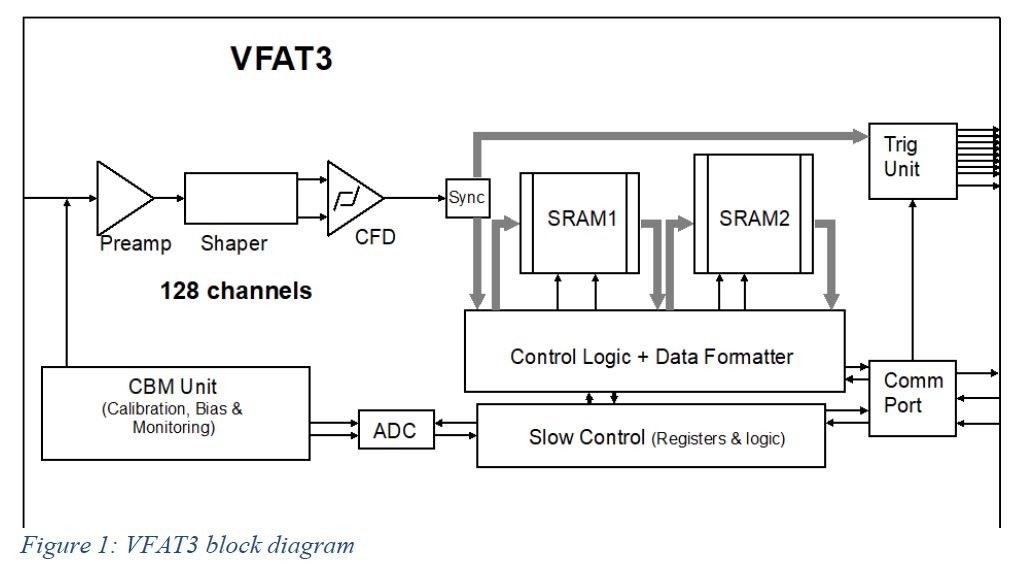 VFAT3
Trig
Unit
Sync
SRAM1
SRAM2
Preamp
Shaper
CFD
128 channels
Control Logic + Data Formatter
CBM Unit
(Calibration, Bias &
Monitoring)
ADC
Slow Control (Registers & logic)
Comm
Port
Figure 1: VFAT3 block diagram